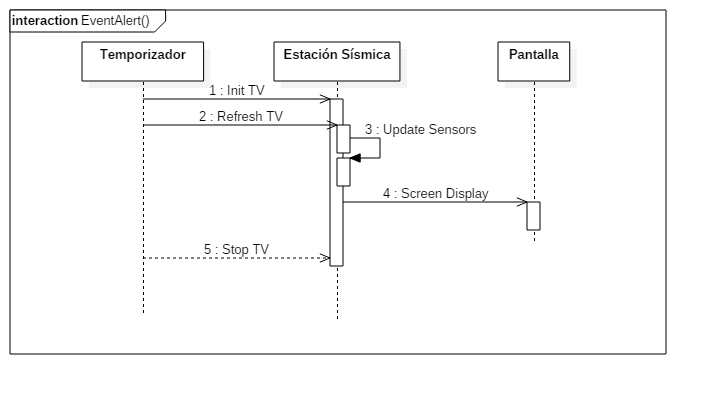 interaction EventAlert()
Temporizador
Estación Sísmica
Pantalla
1 : Init TV
2 : Refresh TV
3 : Update Sensors
4 : Screen Display
5 : Stop TV